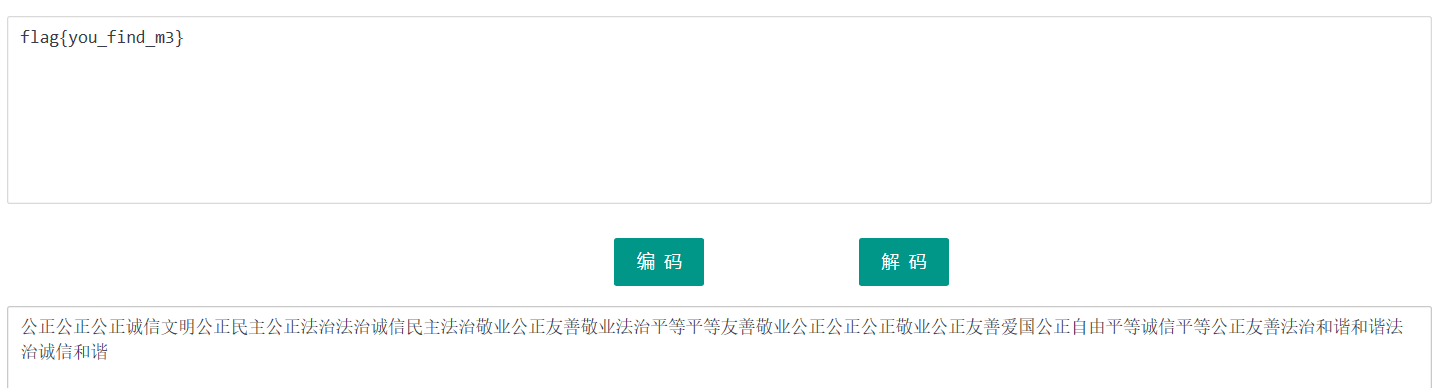 flag{you_find_m3}
编 码
解 码
公正公正公正诚信文明公正民主公正法治法治诚信民主法治敬业公正友善敬业法治平等平等友善敬业公正公正公正敬业公正友善爱国公正自由平等诚信平等公正友善法治和谐和谐法
治诚信和谐